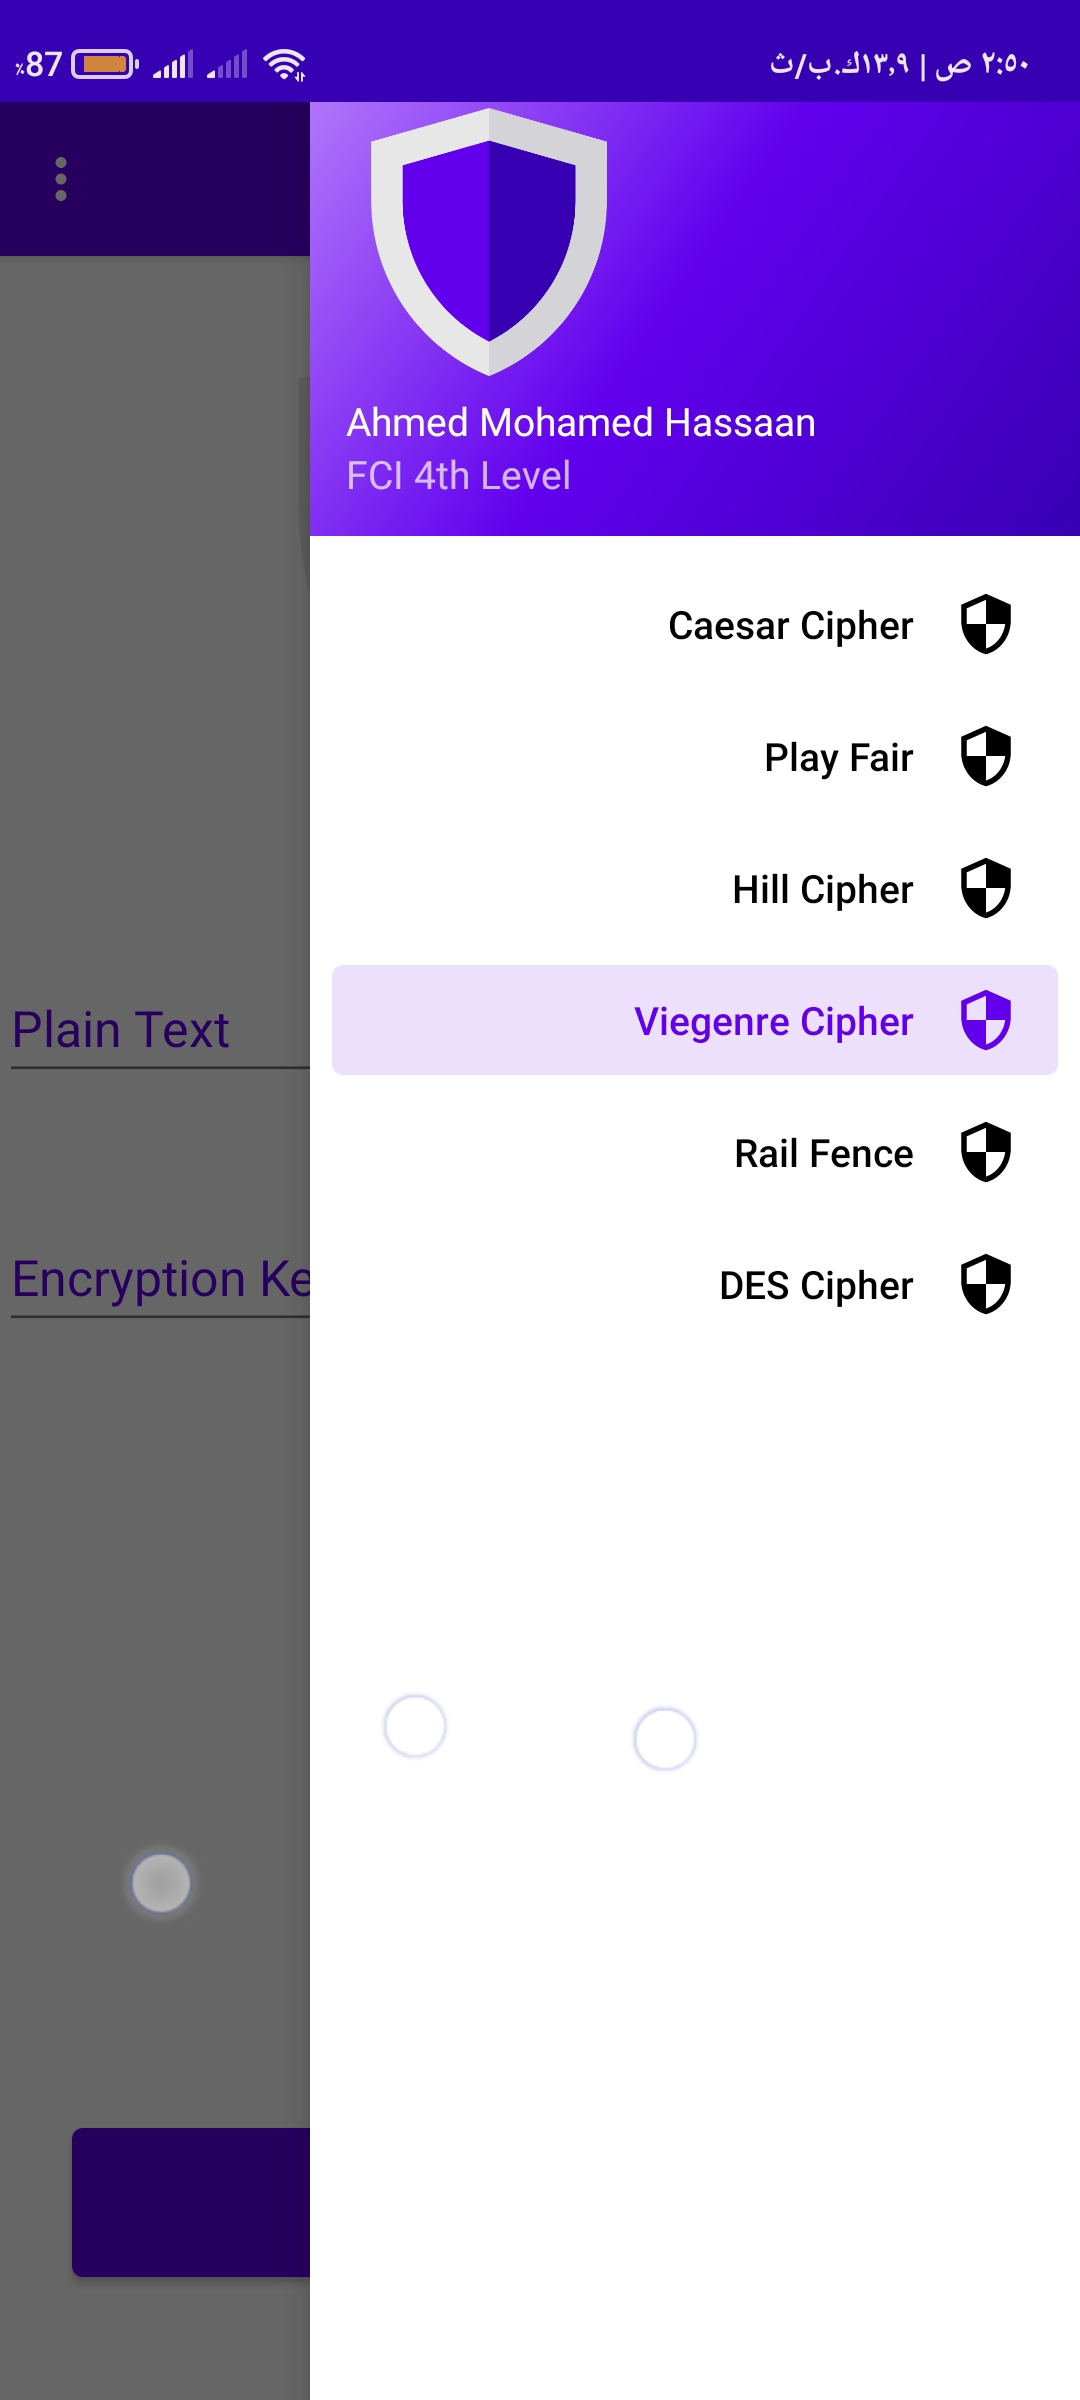 ٪87
٢:٥٠ ص | ١٣٫٩ك.ب/ث
Ahmed Mohamed Hassaan
FCI 4th Level
Caesar Cipher
Play Fair
Hill Cipher
Viegenre Cipher
Rail Fence
DES Cipher
Plain Text
Encryption Ke